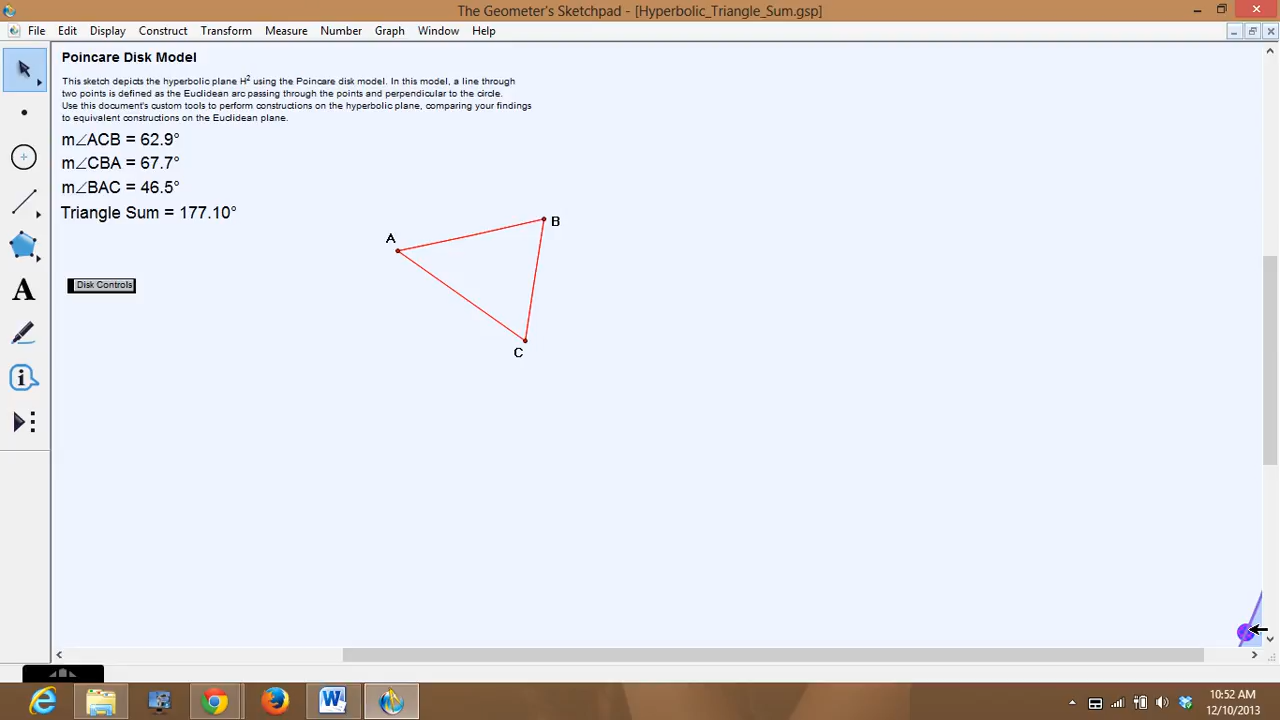 The Geometer's Sketchpad - [Hyperbolic_Triangle_Sum.gsp]
File Edit Display Construct Transform Measure Number Graph Window Help
Poincare Disk Model
This sketch depicts the hyperbolic plane H² using the Poincare disk model. In this model, a line through
two points is defined as the Euclidean arc passing through the points and perpendicular to the circle.
Use this document's custom tools to perform constructions on the hyperbolic plane, comparing your findings
to equivalent constructions on the Euclidean plane.
m∠ACB = 62.9°
m∠CBA = 67.7°
m∠BAC = 46.5°
Triangle Sum = 177.10°
B
A
Disk Controls
C
A
10:52 AM
12/10/2013